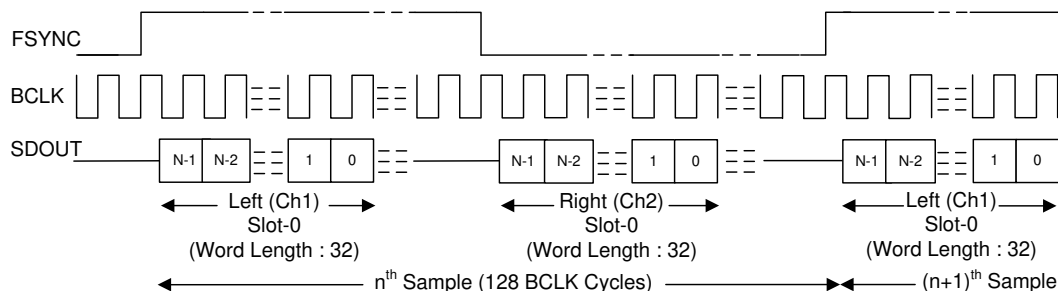 FSYNC
BCLK
SDOUT
N-1 N-2 1 0 N-1 N-2 1 0 N-1 N-2 1 0
Left (Ch1) Right (Ch2) Left (Ch1)
Slot-0 Slot-0 Slot-0
(Word Length : 32) (Word Length : 32) (Word Length : 32)
nth Sample (128 BCLK Cycles) (n+1)th Sample